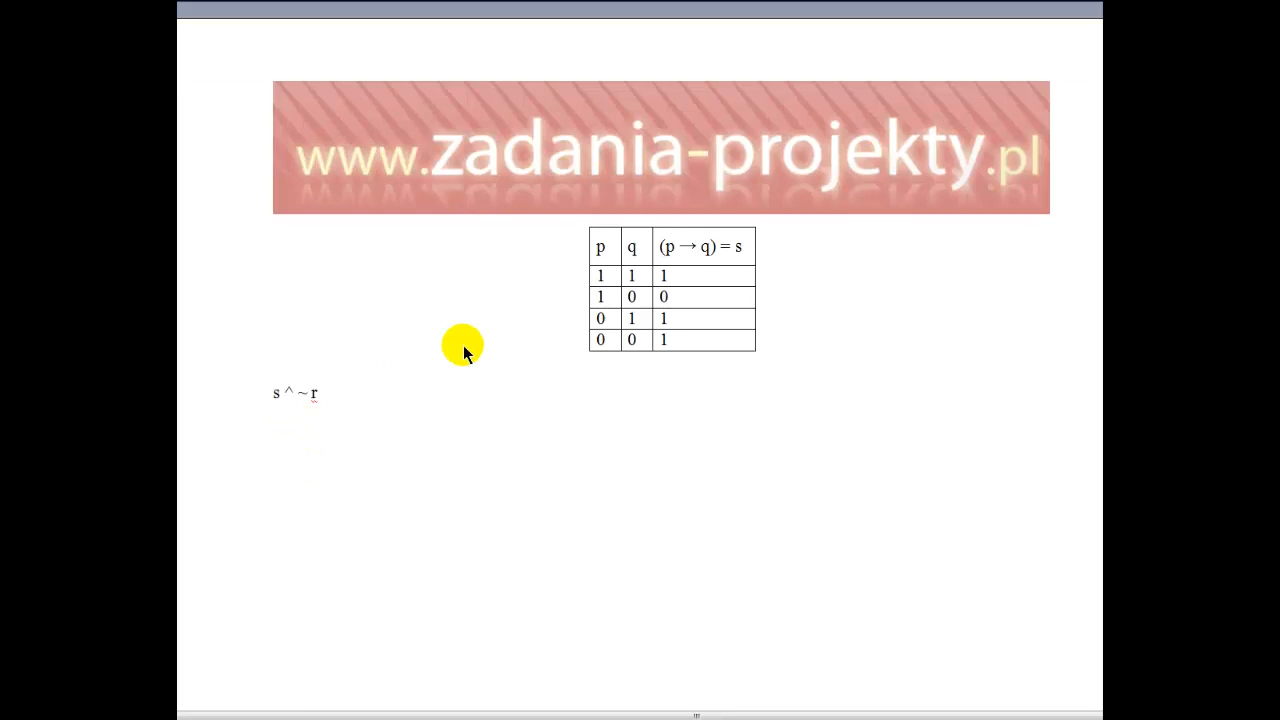 www.zadania-projekty.pl
p q (p → q) = s
1 1 1
1 0 0
0 1 1
0 0 1
s ^ ~ r